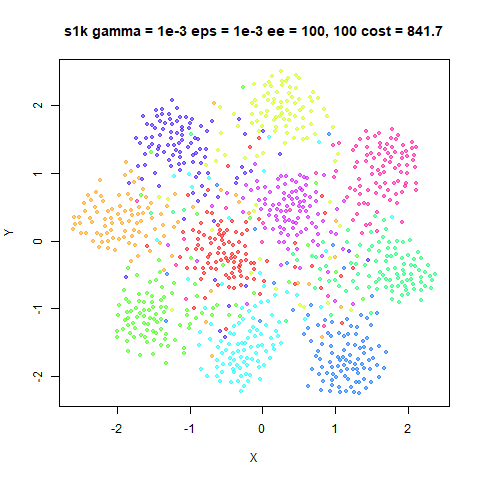 s1k gamma = 1e-3 eps = 1e-3 ee = 100, 100 cost = 841.7
2
1
0
-1
-2
Y
-2 -1 0 1 2
X